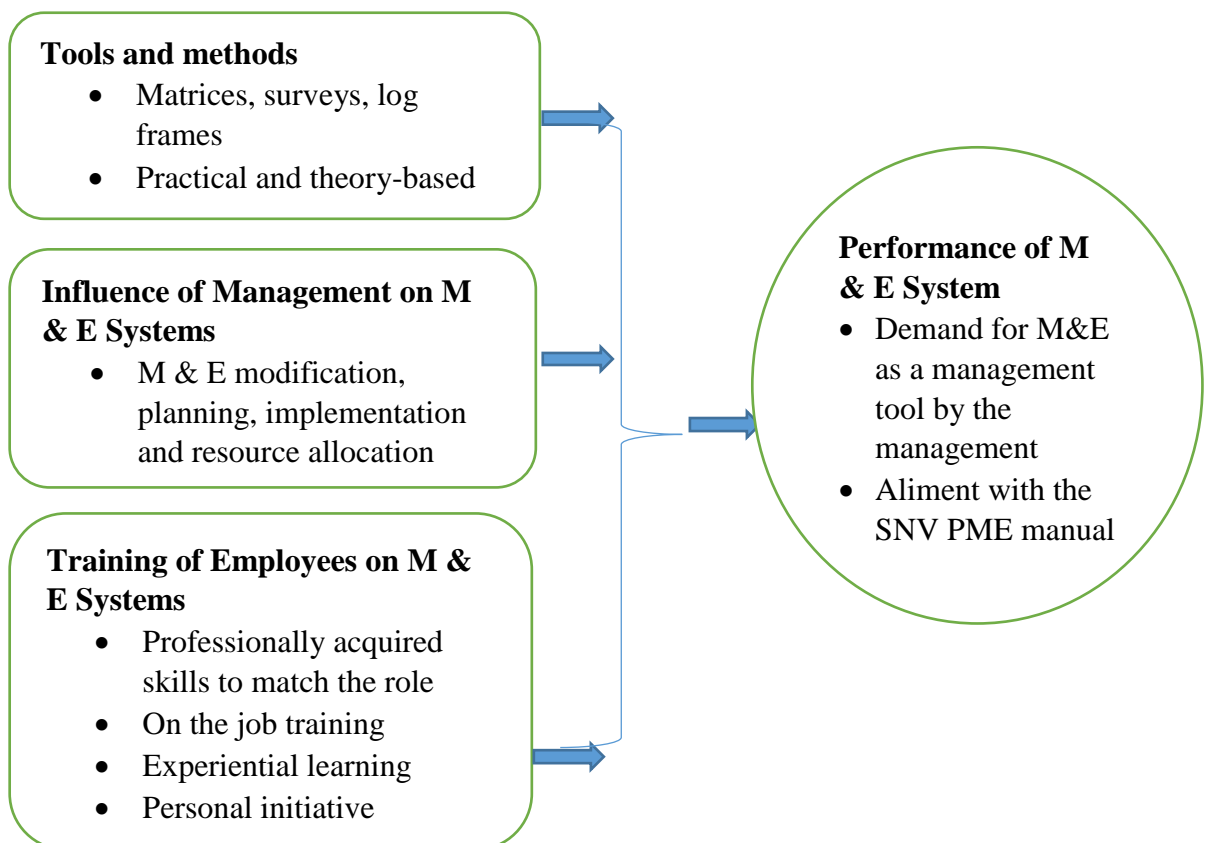 Tools and methods
• Matrices, surveys, log
frames
• Practical and theory-based
Influence of Management on M
& E Systems
• M & E modification,
planning, implementation
and resource allocation
Training of Employees on M &
E Systems
• Professionally acquired
skills to match the role
• On the job training
• Experiential learning
• Personal initiative
Performance of M
& E System
• Demand for M&E
as a management
tool by the
management
• Aliment with the
SNV PME manual